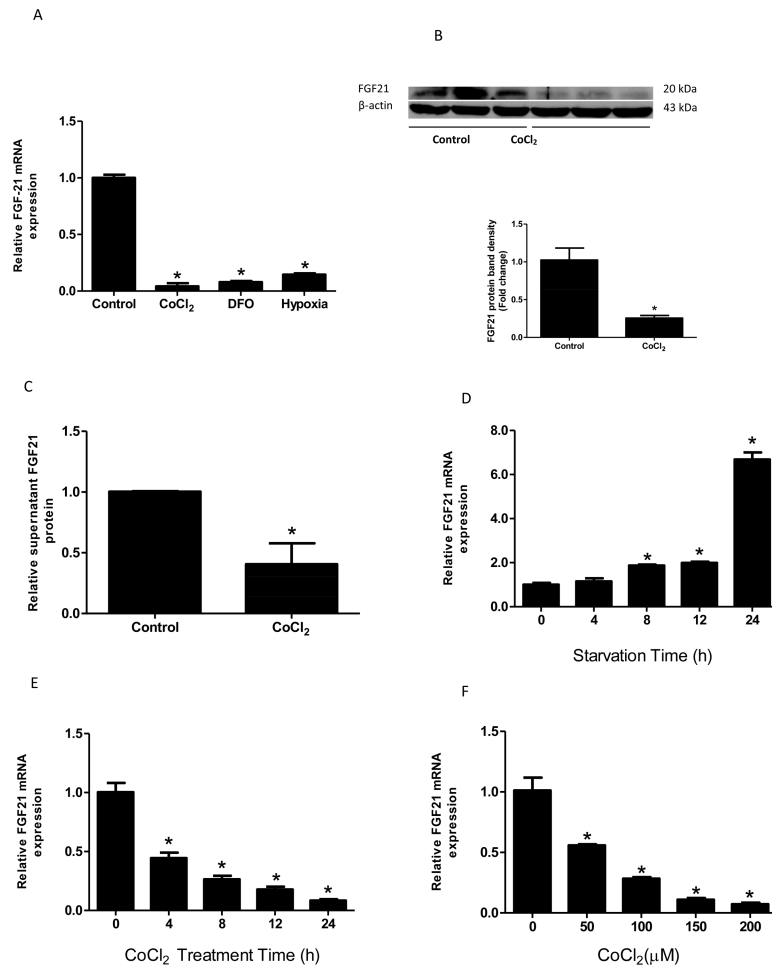 A
Relative FGF-21 mRNA
expression
1.5
1.0
0.5
0.0
*
*
*
Control
CoCl₂
DFO
Hypoxia
B
FGF21
20 kDa
β-actin
43 kDa
Control
CoCl₂
FGF21 protein band density
(Fold change)
1.5
1.0
0.5
0.0
*
Control
CoCl₂
C
Relative supernatant FGF21
protein
1.5
1.0
0.5
0.0
*
Control
CoCl₂
D
Relative FGF21 mRNA
expression
8.0
6.0
4.0
2.0
0.0
*
*
*
0
4
8
12
24
Starvation Time (h)
E
Relative FGF21 mRNA
expression
1.5
1.0
0.5
0.0
*
*
*
*
0
4
8
12
24
CoCl₂ Treatment Time (h)
F
Relative FGF21 mRNA
expression
1.5
1.0
0.5
0.0
*
*
*
*
0
50
100
150
200
CoCl₂(μM)